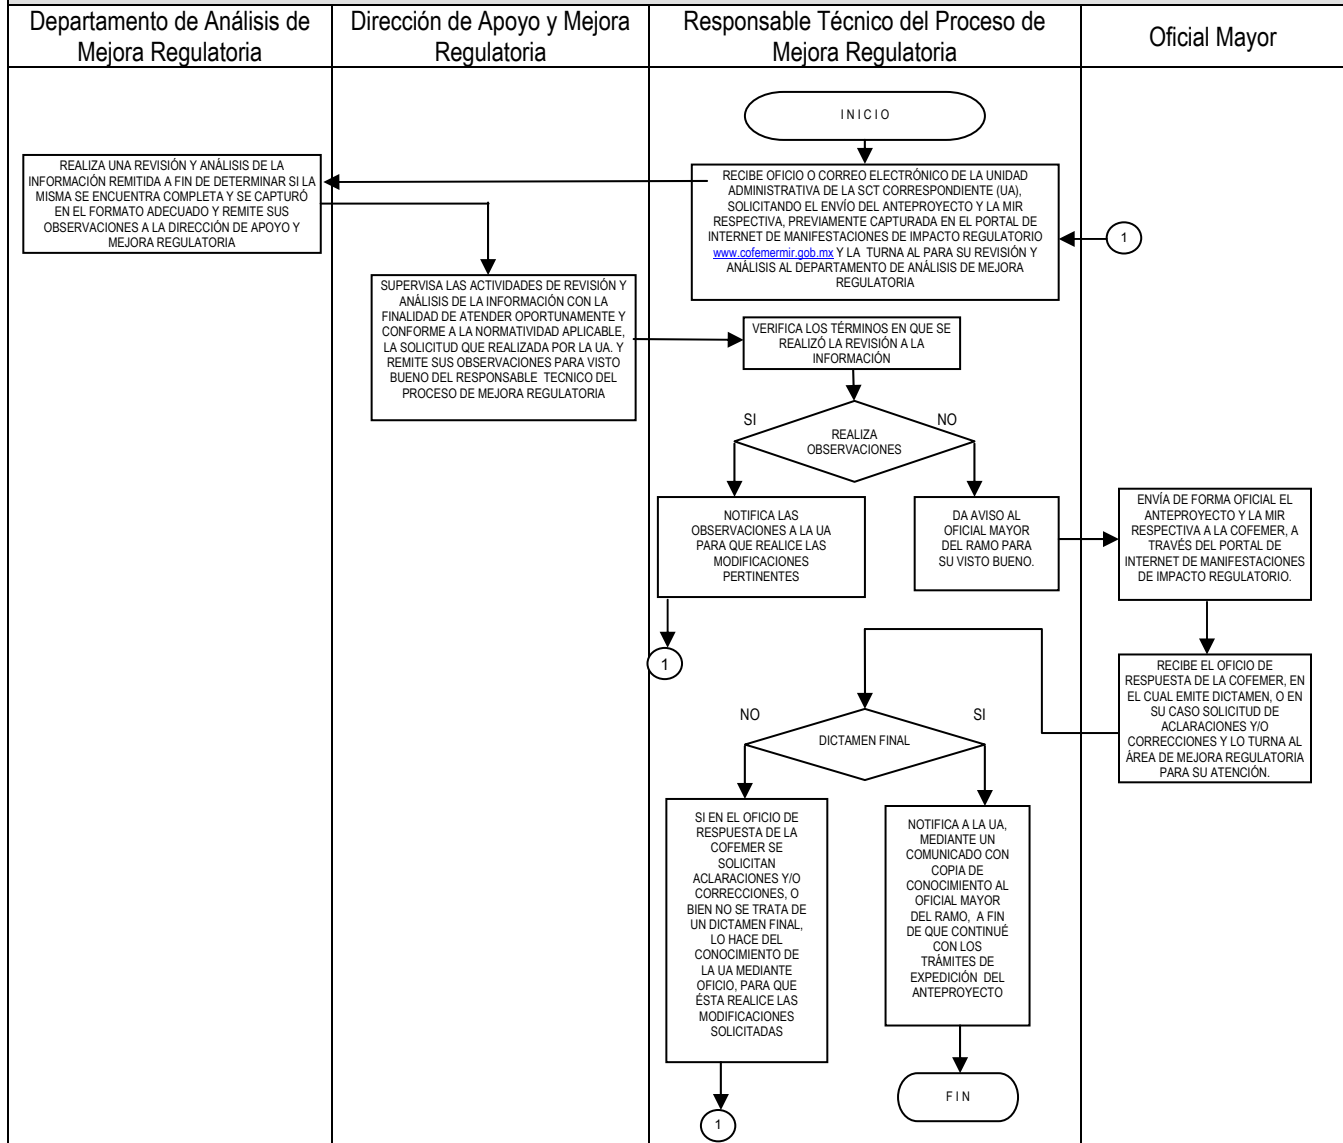 Departamento de Análisis de
Mejora Regulatoria
Dirección de Apoyo y Mejora
Regulatoria
Responsable Técnico del Proceso de
Mejora Regulatoria
Oficial Mayor
I N I C I O
RECIBE OFICIO O CORREO ELECTRÓNICO DE LA UNIDAD
ADMINISTRATIVA DE LA SCT CORRESPONDIENTE (UA),
SOLICITANDO EL ENVÍO DEL ANTEPROYECTO Y LA MIR
RESPECTIVA, PREVIAMENTE CAPTURADA EN EL PORTAL DE
INTERNET DE MANIFESTACIONES DE IMPACTO REGULATORIO
www.cofemermir.gob.mx Y LA TURNA AL PARA SU REVISIÓN Y
ANÁLISIS AL DEPARTAMENTO DE ANÁLISIS DE MEJORA
REGULATORIA
1
REALIZA UNA REVISIÓN Y ANÁLISIS DE LA
INFORMACIÓN REMITIDA A FIN DE DETERMINAR SI LA
MISMA SE ENCUENTRA COMPLETA Y SE CAPTURÓ
EN EL FORMATO ADECUADO Y REMITE SUS
OBSERVACIONES A LA DIRECCIÓN DE APOYO Y
MEJORA REGULATORIA
SUPERVISA LAS ACTIVIDADES DE REVISIÓN Y
ANÁLISIS DE LA INFORMACIÓN CON LA
FINALIDAD DE ATENDER OPORTUNAMENTE Y
CONFORME A LA NORMATIVIDAD APLICABLE,
LA SOLICITUD QUE REALIZADA POR LA UA. Y
REMITE SUS OBSERVACIONES PARA VISTO
BUENO DEL RESPONSABLE TECNICO DEL
PROCESO DE MEJORA REGULATORIA
VERIFICA LOS TÉRMINOS EN QUE SE
REALIZÓ LA REVISIÓN A LA
INFORMACIÓN
SI
NO
REALIZA
OBSERVACIONES
NOTIFICA LAS
OBSERVACIONES A LA UA
PARA QUE REALICE LAS
MODIFICACIONES
PERTINENTES
1
DA AVISO AL
OFICIAL MAYOR
DEL RAMO PARA
SU VISTO BUENO.
ENVÍA DE FORMA OFICIAL EL
ANTEPROYECTO Y LA MIR
RESPECTIVA A LA COFEMER, A
TRAVÉS DEL PORTAL DE
INTERNET DE MANIFESTACIONES
DE IMPACTO REGULATORIO.
RECIBE EL OFICIO DE
RESPUESTA DE LA COFEMER, EN
EL CUAL EMITE DICTAMEN, O EN
SU CASO SOLICITUD DE
ACLARACIONES Y/O
CORRECCIONES Y LO TURNA AL
ÁREA DE MEJORA REGULATORIA
PARA SU ATENCIÓN.
NO
SI
DICTAMEN FINAL
SI EN EL OFICIO DE
RESPUESTA DE LA
COFEMER SE
SOLICITAN
ACLARACIONES Y/O
CORRECCIONES, O
BIEN NO SE TRATA DE
UN DICTAMEN FINAL,
LO HACE DEL
CONOCIMIENTO DE
LA UA MEDIANTE
OFICIO, PARA QUE
ÉSTA REALICE LAS
MODIFICACIONES
SOLICITADAS
1
NOTIFICA A LA UA,
MEDIANTE UN
COMUNICADO CON
COPIA DE
CONOCIMIENTO AL
OFICIAL MAYOR
DEL RAMO, A FIN
DE QUE CONTINUÉ
CON LOS
TRÁMITES DE
EXPEDICIÓN DEL
ANTEPROYECTO
F I N